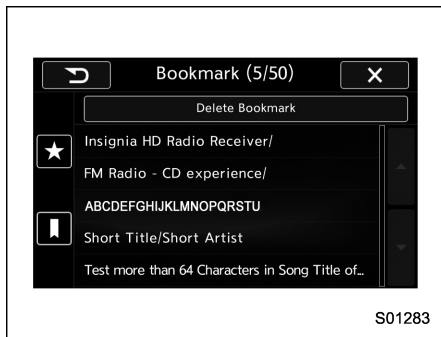 Bookmark (5/50)
Delete Bookmark
Insignia HD Radio Receiver/
FM Radio - CD experience/
ABCDEFGHIJKLMNOPQRSTU
Short Title/Short Artist
Test more than 64 Characters in Song Title of...
S01283